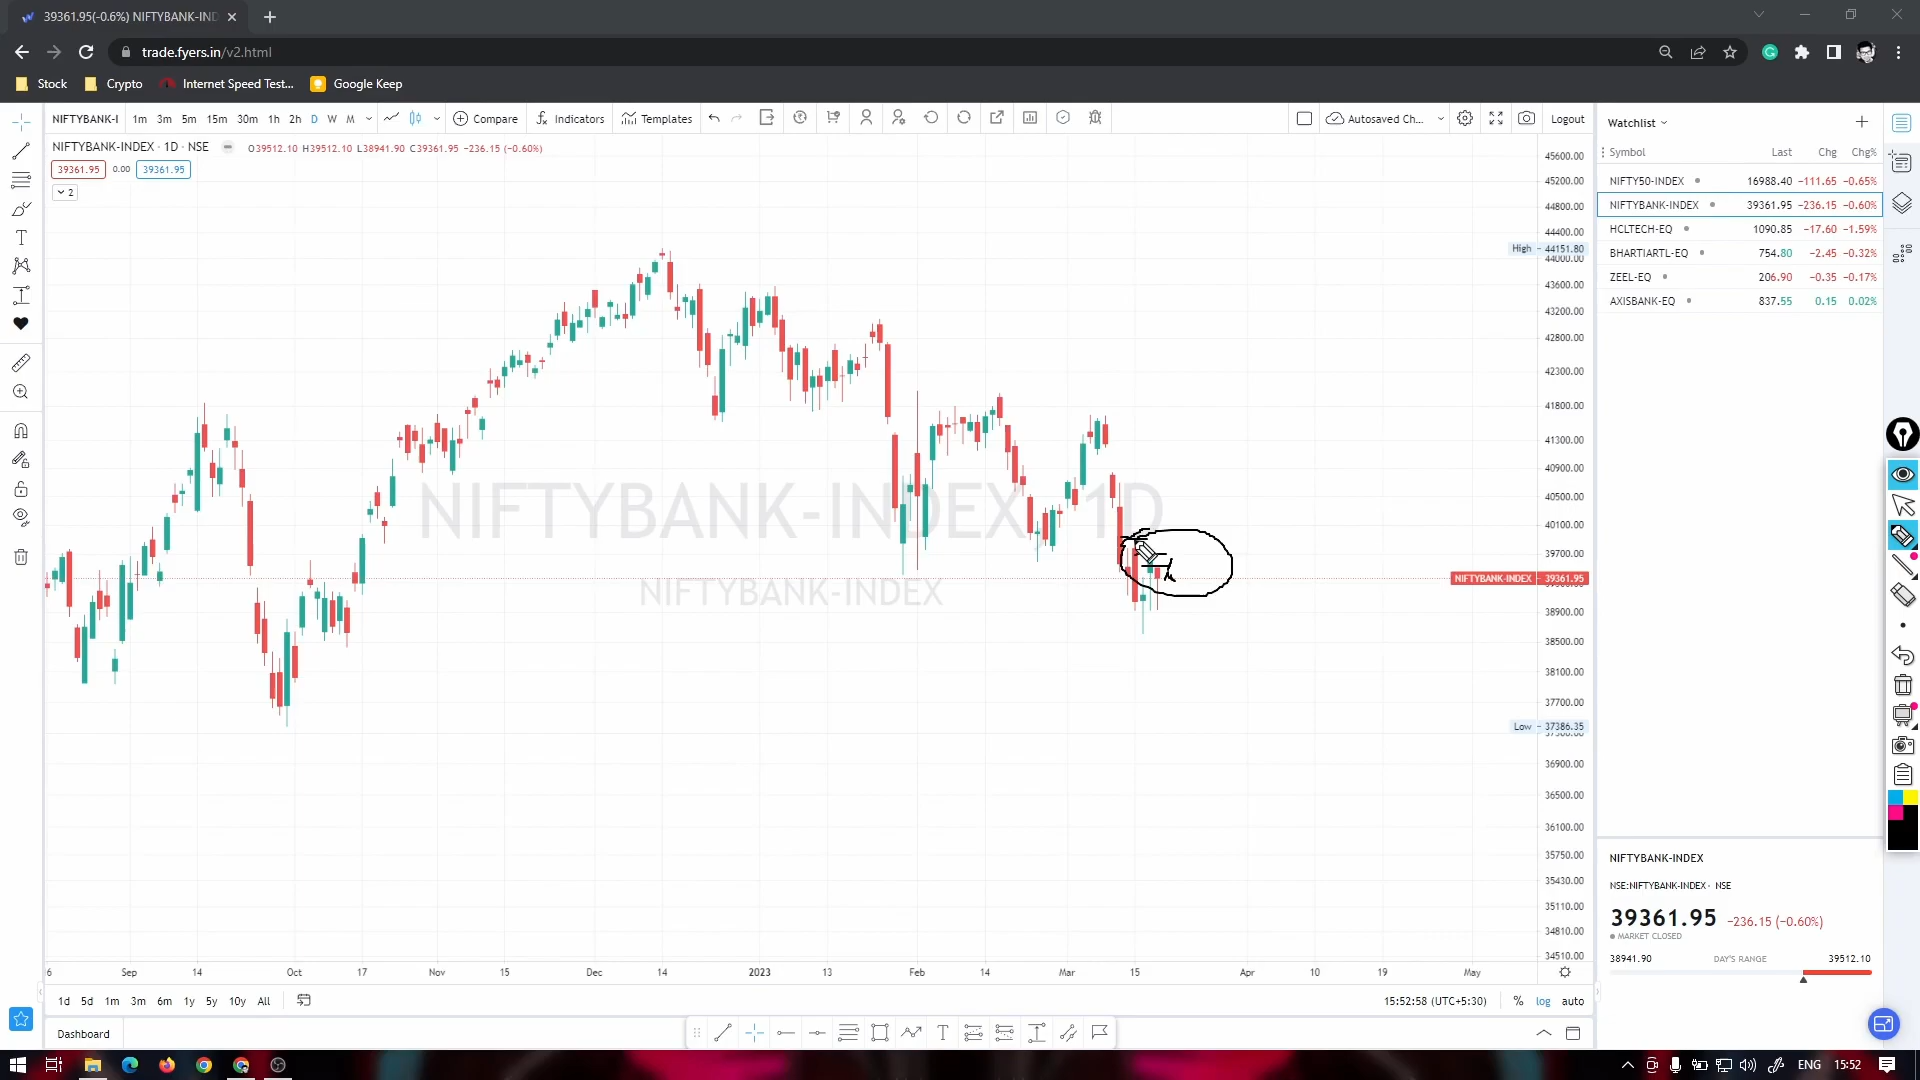 39361.95(-0.6%) NIFTYBANK-IND
trade.fyers.in/v2.html
Stock Crypto Internet Speed Test... Google Keep
NIFTYBANK-I 1m 3m 5m 15m 30m 1h 2h D W M Compare Indicators Templates Autosaved Ch... Logout
NIFTYBANK-INDEX · 1D · NSE O39512.10 H39512.10 L38941.90 C39361.95 −236.15 (−0.60%)
39361.95 0.00 39361.95
2
NIFTYBANK-INDEX 1D
NIFTYBANK-INDEX
45600.00
45200.00
44800.00
44400.00
High 44151.80
44000.00
43600.00
43200.00
42800.00
42300.00
41800.00
41300.00
40900.00
40500.00
40100.00
39700.00
NIFTYBANK-INDEX 39361.95
38900.00
38500.00
38100.00
37700.00
Low 37386.35
36900.00
36500.00
36100.00
35750.00
35430.00
35110.00
34810.00
34510.00
Sep 14 Oct 17 Nov 15 Dec 14 2023 13 Feb 14 Mar 15 Apr 10 19 May
1d 5d 1m 3m 6m 1y 5y 10y All 15:52:58 (UTC+5:30) % log auto
Dashboard
Watchlist
Symbol Last Chg Chg%
NIFTY50-INDEX 16988.40 −111.65 −0.65%
NIFTYBANK-INDEX 39361.95 −236.15 −0.60%
HCLTECH-EQ 1090.85 −17.60 −1.59%
BHARTIARTL-EQ 754.80 −2.45 −0.32%
ZEEL-EQ 206.90 −0.35 −0.17%
AXISBANK-EQ 837.55 0.15 0.02%
NIFTYBANK-INDEX
NSE:NIFTYBANK-INDEX · NSE
39361.95 −236.15 (−0.60%)
MARKET CLOSED
38941.90 DAY'S RANGE 39512.10
ENG 15:52